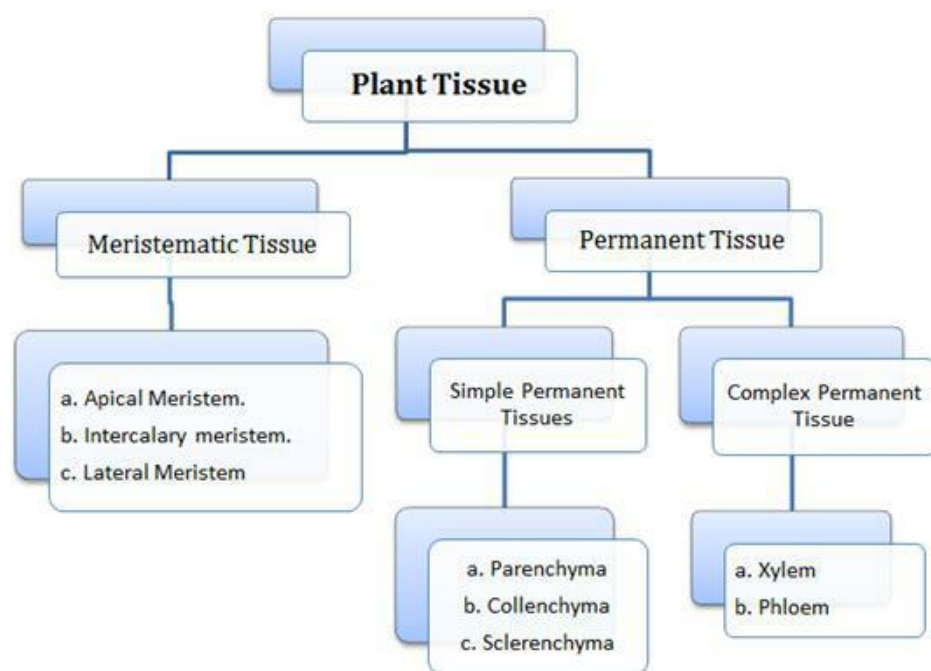 Plant Tissue
Meristematic Tissue
Permanent Tissue
a. Apical Meristem.
b. Intercalary meristem.
c. Lateral Meristem
Simple Permanent
Tissues
Complex Permanent
Tissue
a. Parenchyma
b. Collenchyma
c. Sclerenchyma
a. Xylem
b. Phloem